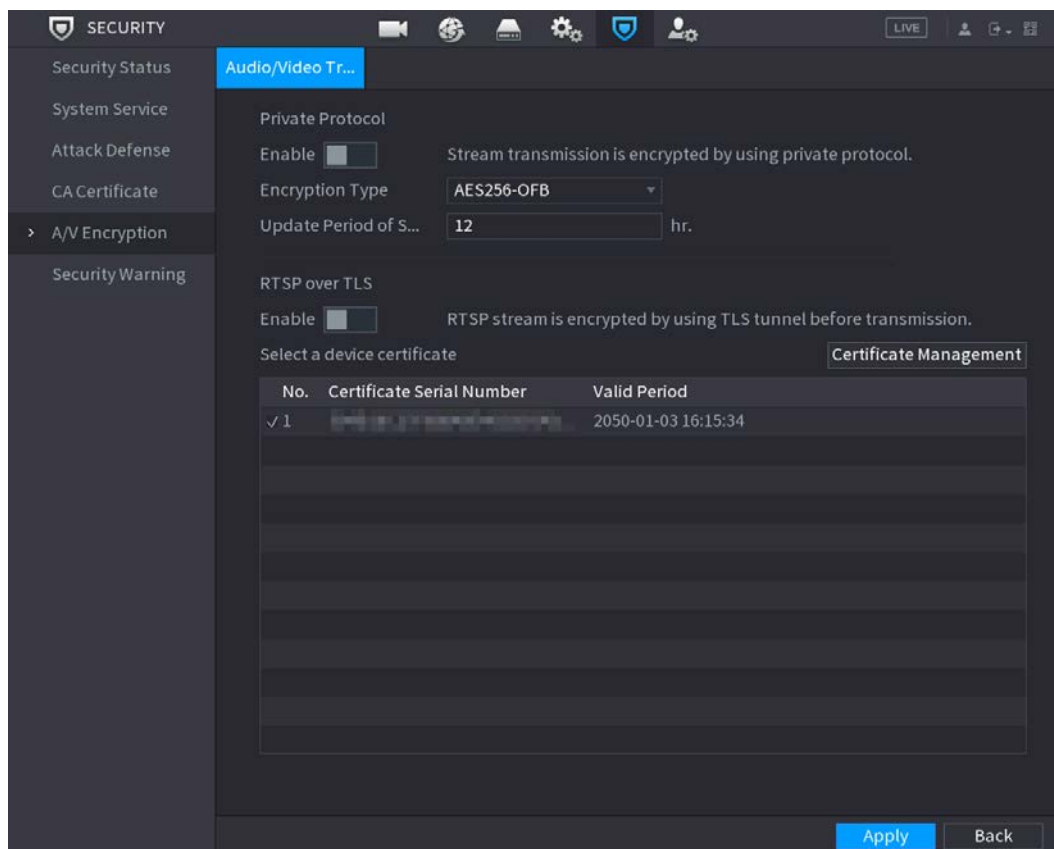 SECURITY
LIVE
Security Status
Audio/Video Tr...
System Service
Private Protocol
Attack Defense
Enable
Stream transmission is encrypted by using private protocol.
CA Certificate
Encryption Type
AES256-OFB
A/V Encryption
Update Period of S...
12
hr.
Security Warning
RTSP over TLS
Enable
RTSP stream is encrypted by using TLS tunnel before transmission.
Select a device certificate
Certificate Management
No. Certificate Serial Number Valid Period
1 2050-01-03 16:15:34
Apply
Back